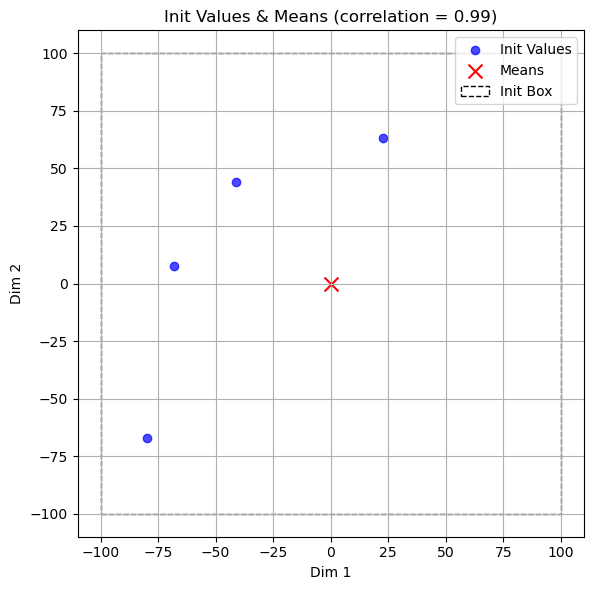 Init Values & Means (correlation = 0.99)
Init Values
Means
Init Box
100
75
50
25
0
−25
−50
−75
−100
Dim 2
−100 −75 −50 −25 0 25 50 75 100
Dim 1